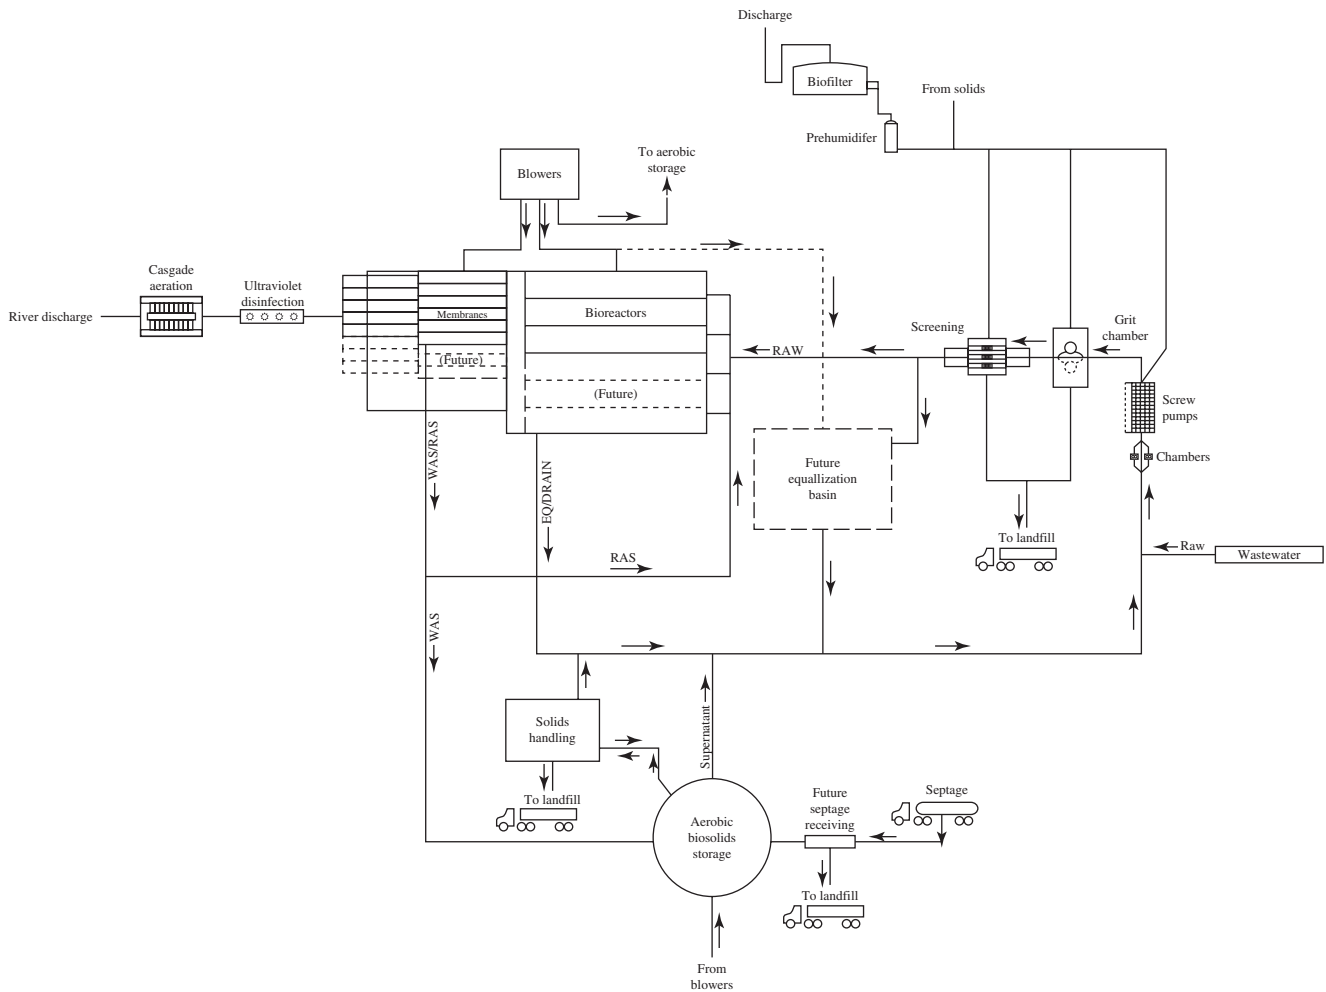 Discharge
Biofilter
From solids
Prehumidifer
To aerobic
storage
Blowers
Casgade
aeration
Ultraviolet
disinfection
River discharge
Membranes
(Future)
Bioreactors
(Future)
RAW
Screening
Grit
chamber
Screw
pumps
Chambers
WAS/RAS
EQ/DRAIN
Future
equallization
basin
To landfill
Raw
Wastewater
RAS
WAS
Solids
handling
Supernatant
To landfill
Aerobic
biosolids
storage
Future
septage
receiving
Septage
To landfill
From
blowers